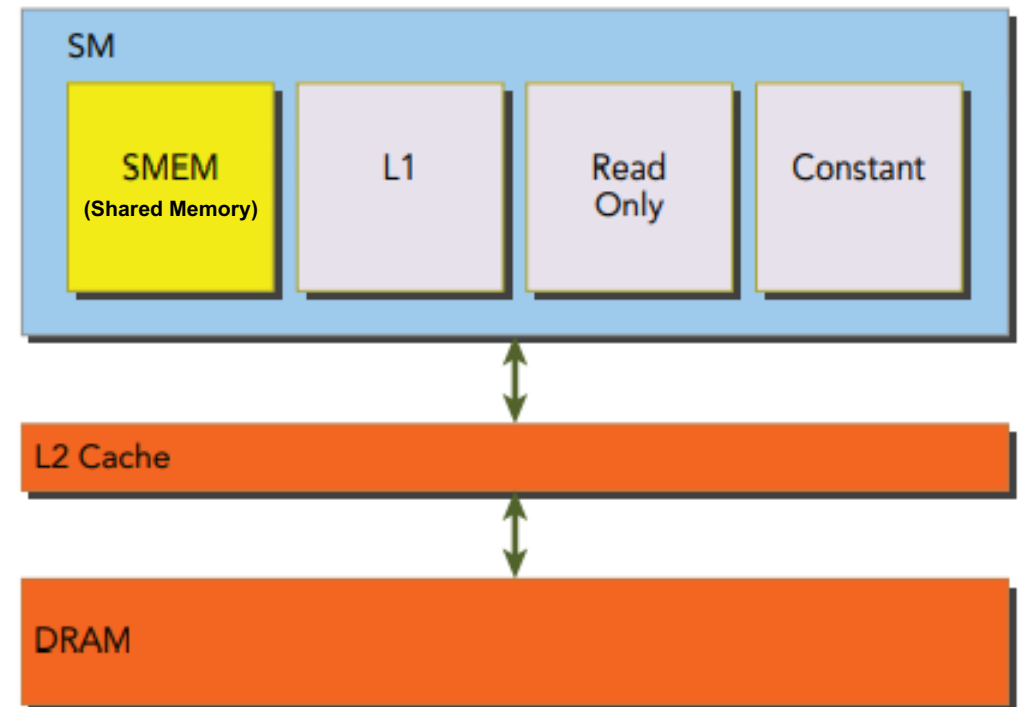 SM
SMEM
(Shared Memory)
L1
Read
Only
Constant
L2 Cache
DRAM